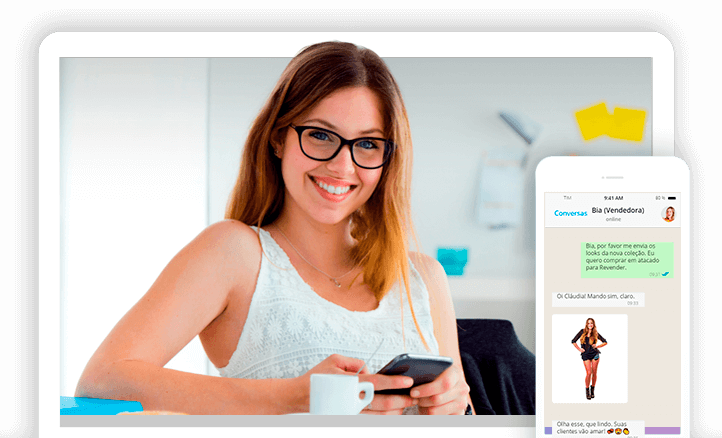 TIM 9:41 AM 80 %
Conversas Bia (Vendedora)
online
Bia, por favor me envia os
looks da nova coleção. Eu
quero comprar em atacado
para Revender.
09:31
Oi Cláudia! Mando sim, claro.
09:33
Olha esse, que lindo. Suas
clientes vão amar!